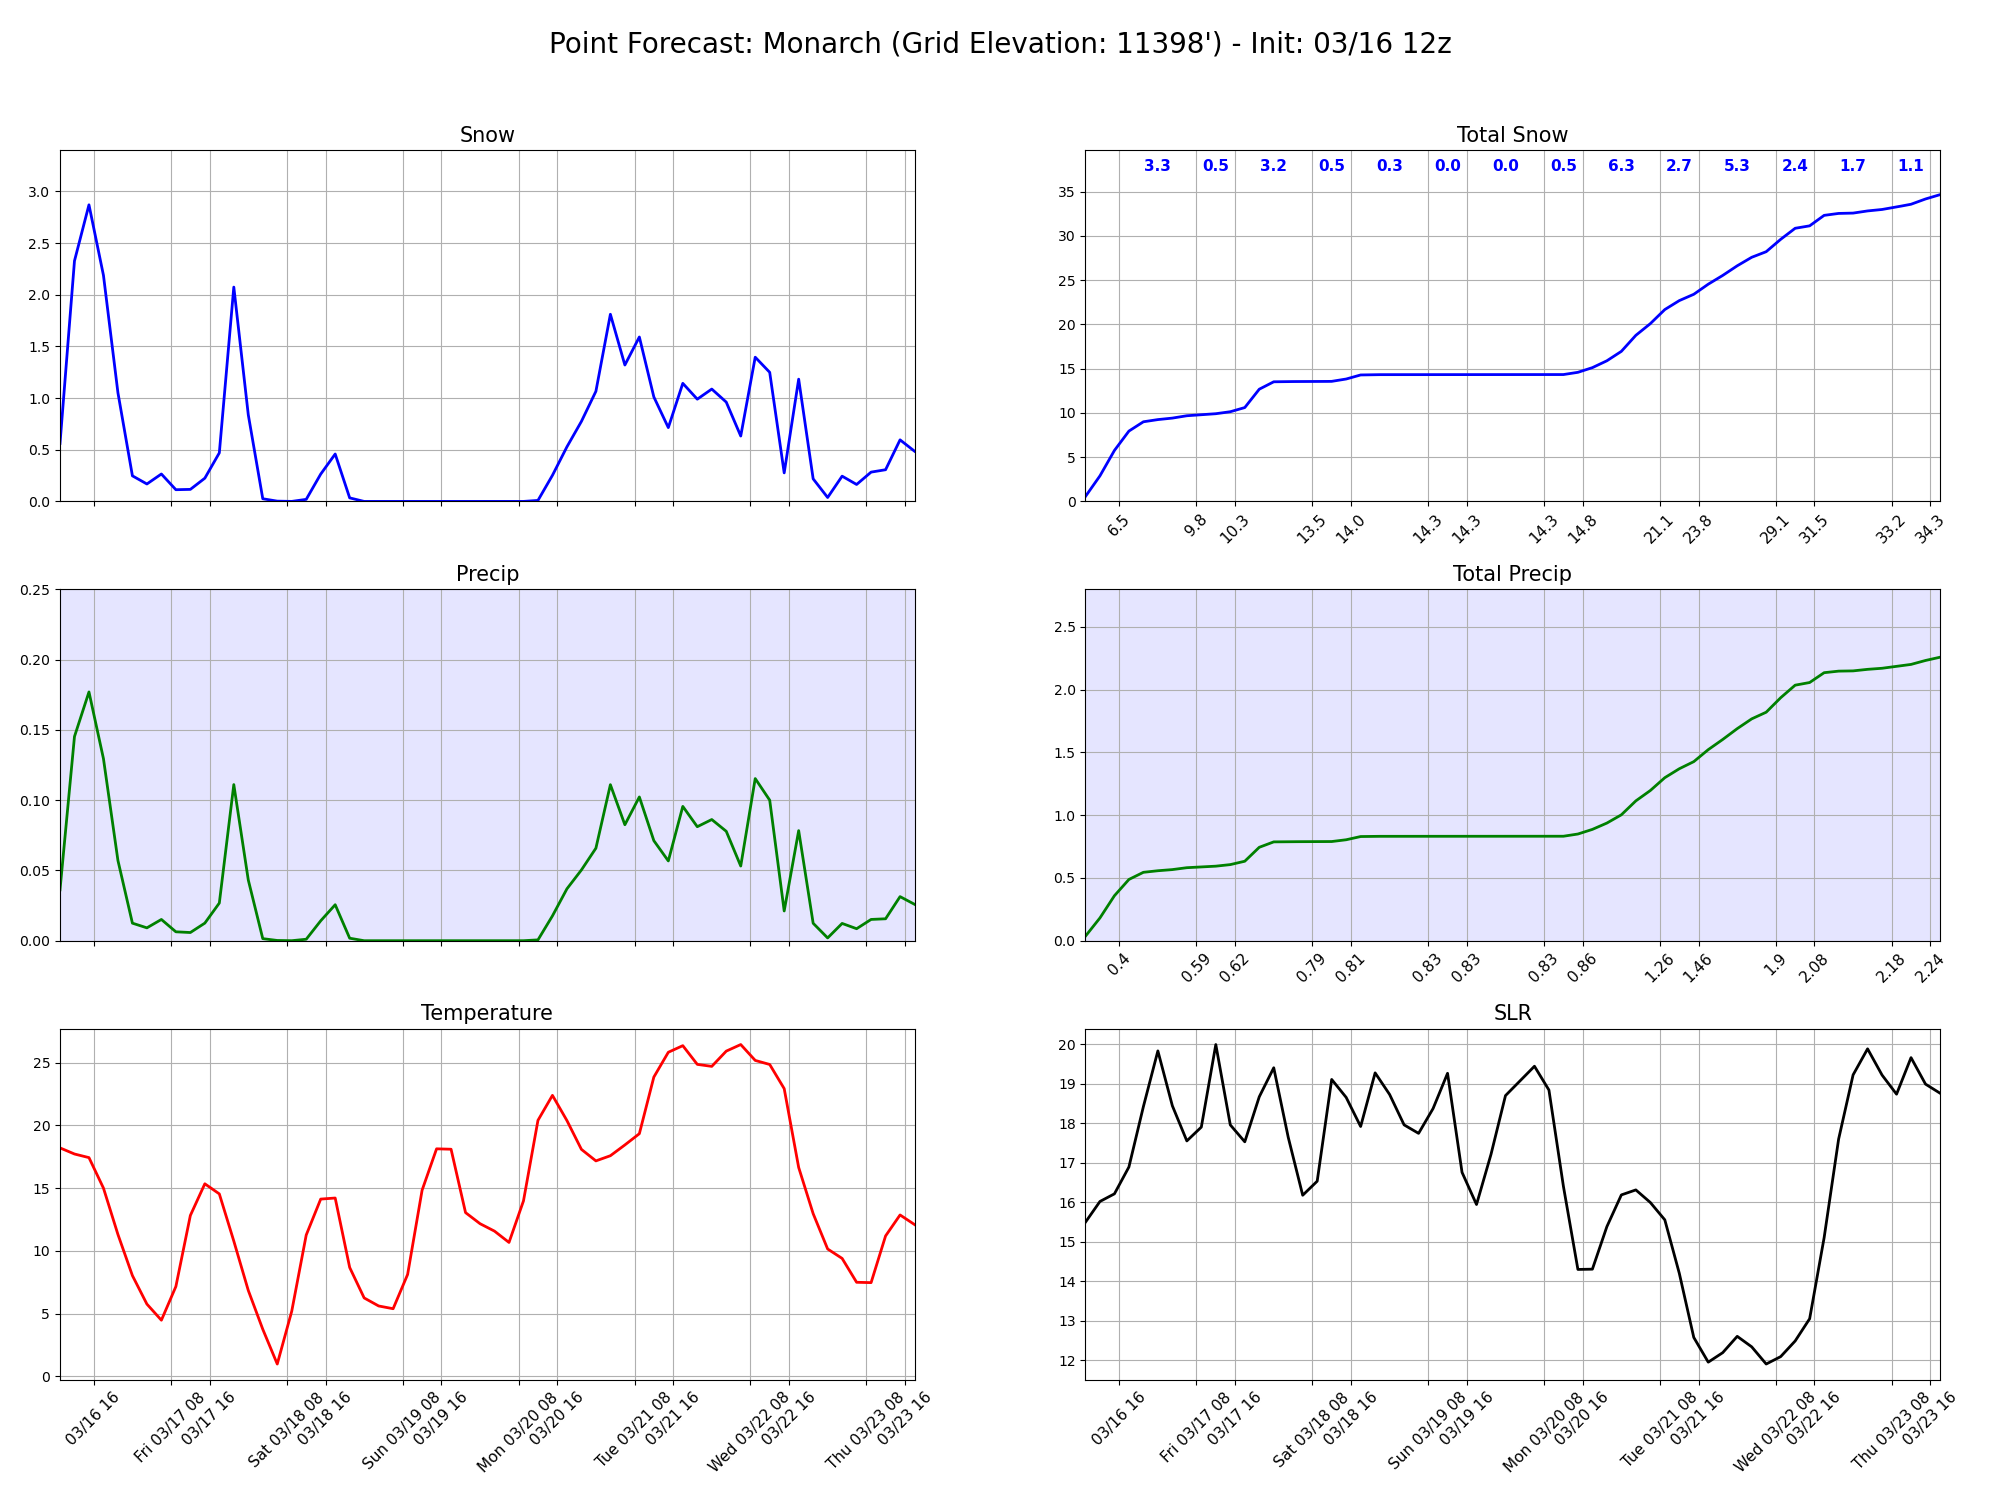 Point Forecast: Monarch (Grid Elevation: 11398') - Init: 03/16 12z
Snow
3.0
2.5
2.0
1.5
1.0
0.5
0.0
Total Snow
3.3 0.5 3.2 0.5 0.3 0.0 0.0 0.5 6.3 2.7 5.3 2.4 1.7 1.1
35
30
25
20
15
10
5
0
6.5 9.8 10.3 13.5 14.0 14.3 14.3 14.3 14.8 21.1 23.8 29.1 31.5 33.2 34.3
Precip
0.25
0.20
0.15
0.10
0.05
0.00
Total Precip
2.5
2.0
1.5
1.0
0.5
0.0
0.4 0.59 0.62 0.79 0.81 0.83 0.83 0.83 0.86 1.26 1.46 1.9 2.08 2.18 2.24
Temperature
25
20
15
10
5
0
03/16 16
Fri 03/17 08
03/17 16
Sat 03/18 08
03/18 16
Sun 03/19 08
03/19 16
Mon 03/20 08
03/20 16
Tue 03/21 08
03/21 16
Wed 03/22 08
03/22 16
Thu 03/23 08
03/23 16
SLR
20
19
18
17
16
15
14
13
12
03/16 16
Fri 03/17 08
03/17 16
Sat 03/18 08
03/18 16
Sun 03/19 08
03/19 16
Mon 03/20 08
03/20 16
Tue 03/21 08
03/21 16
Wed 03/22 08
03/22 16
Thu 03/23 08
03/23 16